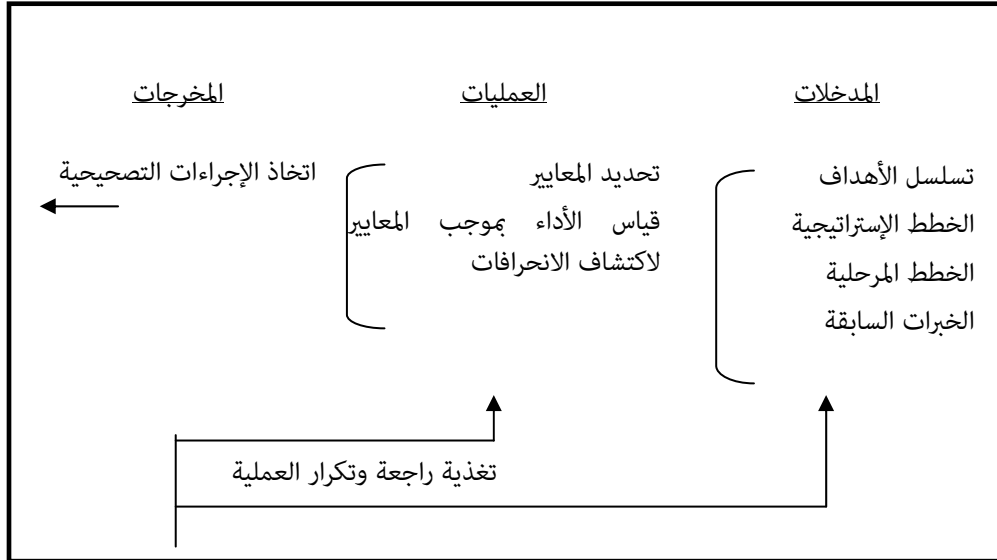 المدخلات
العمليات
المخرجات
تسلسل الأهداف
الخطط الإستراتيجية
الخطط المرحلية
الخبرات السابقة
تحديد المعايير
قياس الأداء بموجب المعايير
لاكتشاف الانحرافات
اتخاذ الإجراءات التصحيحية
تغذية راجعة وتكرار العملية